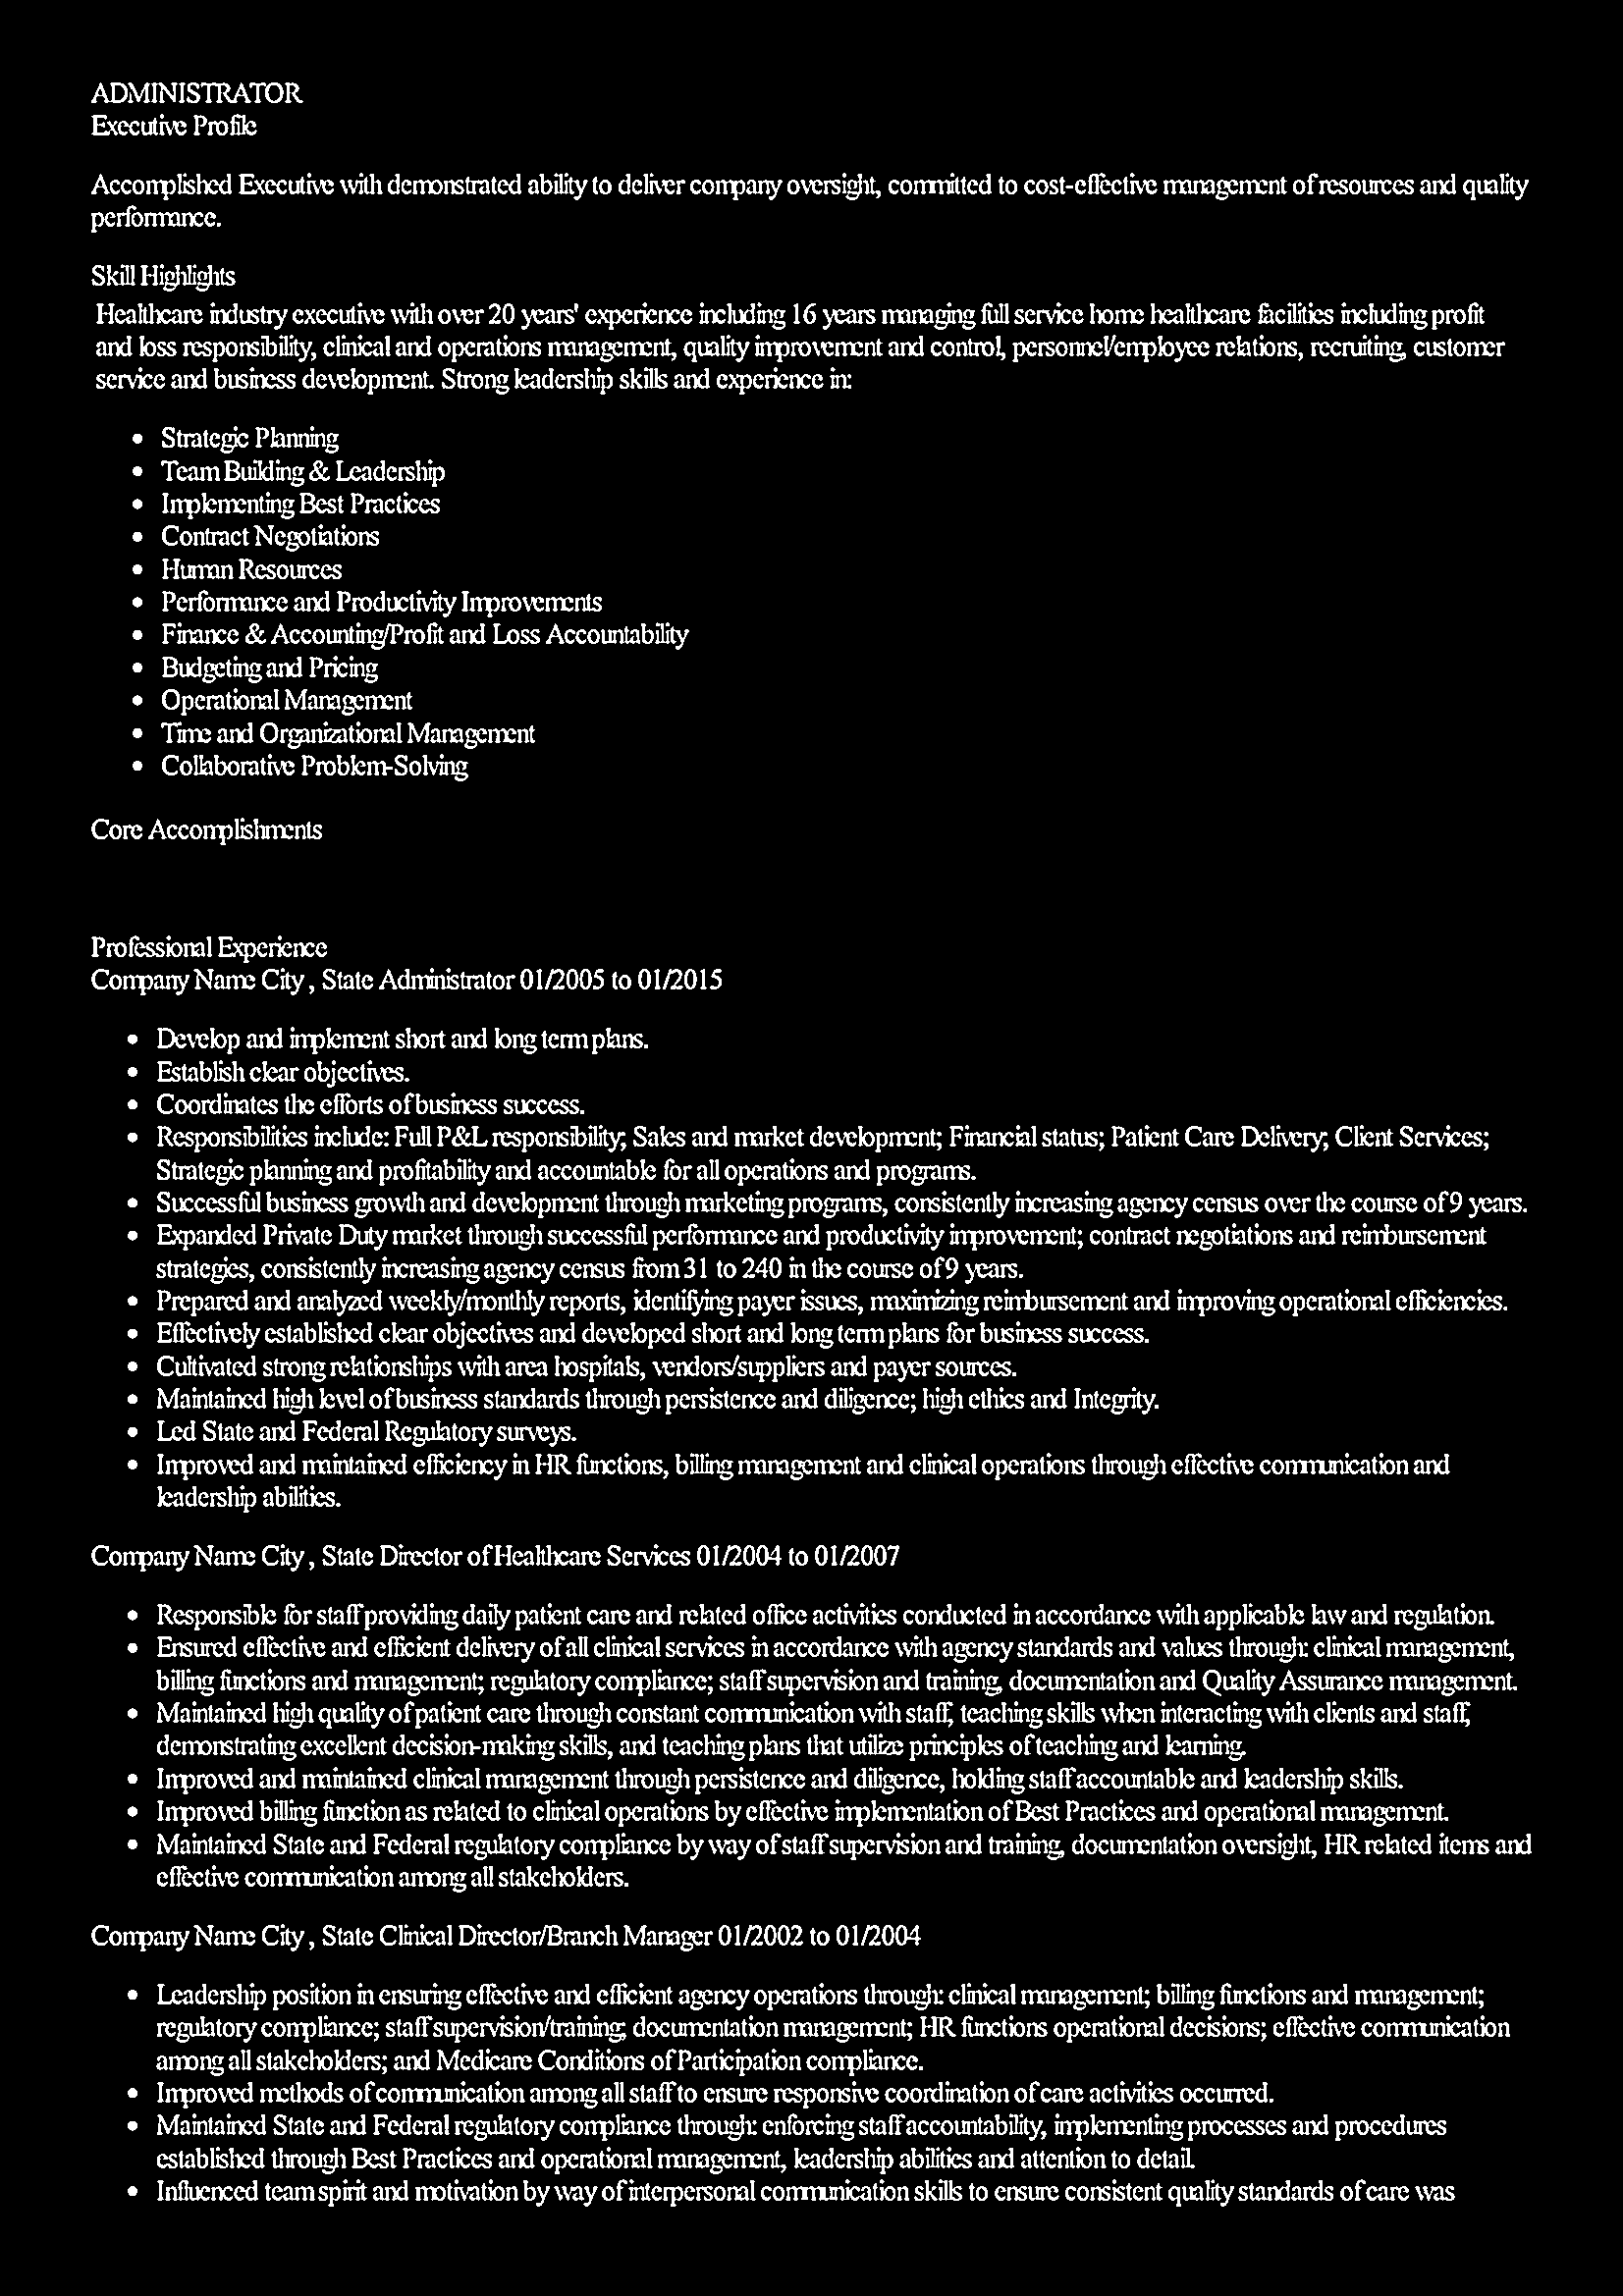 ADMINISTRATOR
Executive Profile
Accomplished Executive with demonstrated ability to deliver company oversight, committed to cost-effective management of resources and quality
performance.
Skill Highlights
Healthcare industry executive with over 20 years' experience including 16 years managing full service home healthcare facilities including profit
and loss responsibility, clinical and operations management, quality improvement and control, personnel/employee relations, recruiting, customer
service and business development. Strong leadership skills and experience in:
• Strategic Planning
• Team Building & Leadership
• Implementing Best Practices
• Contract Negotiations
• Human Resources
• Performance and Productivity Improvements
• Finance & Accounting/Profit and Loss Accountability
• Budgeting and Pricing
• Operational Management
• Time and Organizational Management
• Collaborative Problem-Solving
Core Accomplishments
Professional Experience
Company Name City , State Administrator 01/2005 to 01/2015
• Develop and implement short and long term plans.
• Establish clear objectives.
• Coordinates the efforts of business success.
• Responsibilities include: Full P&L responsibility; Sales and market development; Financial status; Patient Care Delivery; Client Services;
Strategic planning and profitability and accountable for all operations and programs.
• Successful business growth and development through marketing programs, consistently increasing agency census over the course of 9 years.
• Expanded Private Duty market through successful performance and productivity improvement; contract negotiations and reimbursement
strategies, consistently increasing agency census from 31 to 240 in the course of 9 years.
• Prepared and analyzed weekly/monthly reports, identifying payer issues, maximizing reimbursement and improving operational efficiencies.
• Effectively established clear objectives and developed short and long term plans for business success.
• Cultivated strong relationships with area hospitals, vendors/suppliers and payer sources.
• Maintained high level of business standards through persistence and diligence; high ethics and Integrity.
• Led State and Federal Regulatory surveys.
• Improved and maintained efficiency in HR functions, billing management and clinical operations through effective communication and
leadership abilities.
Company Name City , State Director of Healthcare Services 01/2004 to 01/2007
• Responsible for staff providing daily patient care and related office activities conducted in accordance with applicable law and regulation.
• Ensured effective and efficient delivery of all clinical services in accordance with agency standards and values through: clinical management,
billing functions and management; regulatory compliance; staff supervision and training, documentation and Quality Assurance management.
• Maintained high quality of patient care through constant communication with staff, teaching skills when interacting with clients and staff,
demonstrating excellent decision-making skills, and teaching plans that utilize principles of teaching and learning.
• Improved and maintained clinical management through persistence and diligence, holding staff accountable and leadership skills.
• Improved billing function as related to clinical operations by effective implementation of Best Practices and operational management.
• Maintained State and Federal regulatory compliance by way of staff supervision and training, documentation oversight, HR related items and
effective communication among all stakeholders.
Company Name City , State Clinical Director/Branch Manager 01/2002 to 01/2004
• Leadership position in ensuring effective and efficient agency operations through: clinical management; billing functions and management;
regulatory compliance; staff supervision/training; documentation management; HR functions operational decisions; effective communication
among all stakeholders; and Medicare Conditions of Participation compliance.
• Improved methods of communication among all staff to ensure responsive coordination of care activities occurred.
• Maintained State and Federal regulatory compliance through: enforcing staff accountability, implementing processes and procedures
established through Best Practices and operational management, leadership abilities and attention to detail.
• Influenced team spirit and motivation by way of interpersonal communication skills to ensure consistent quality standards of care was